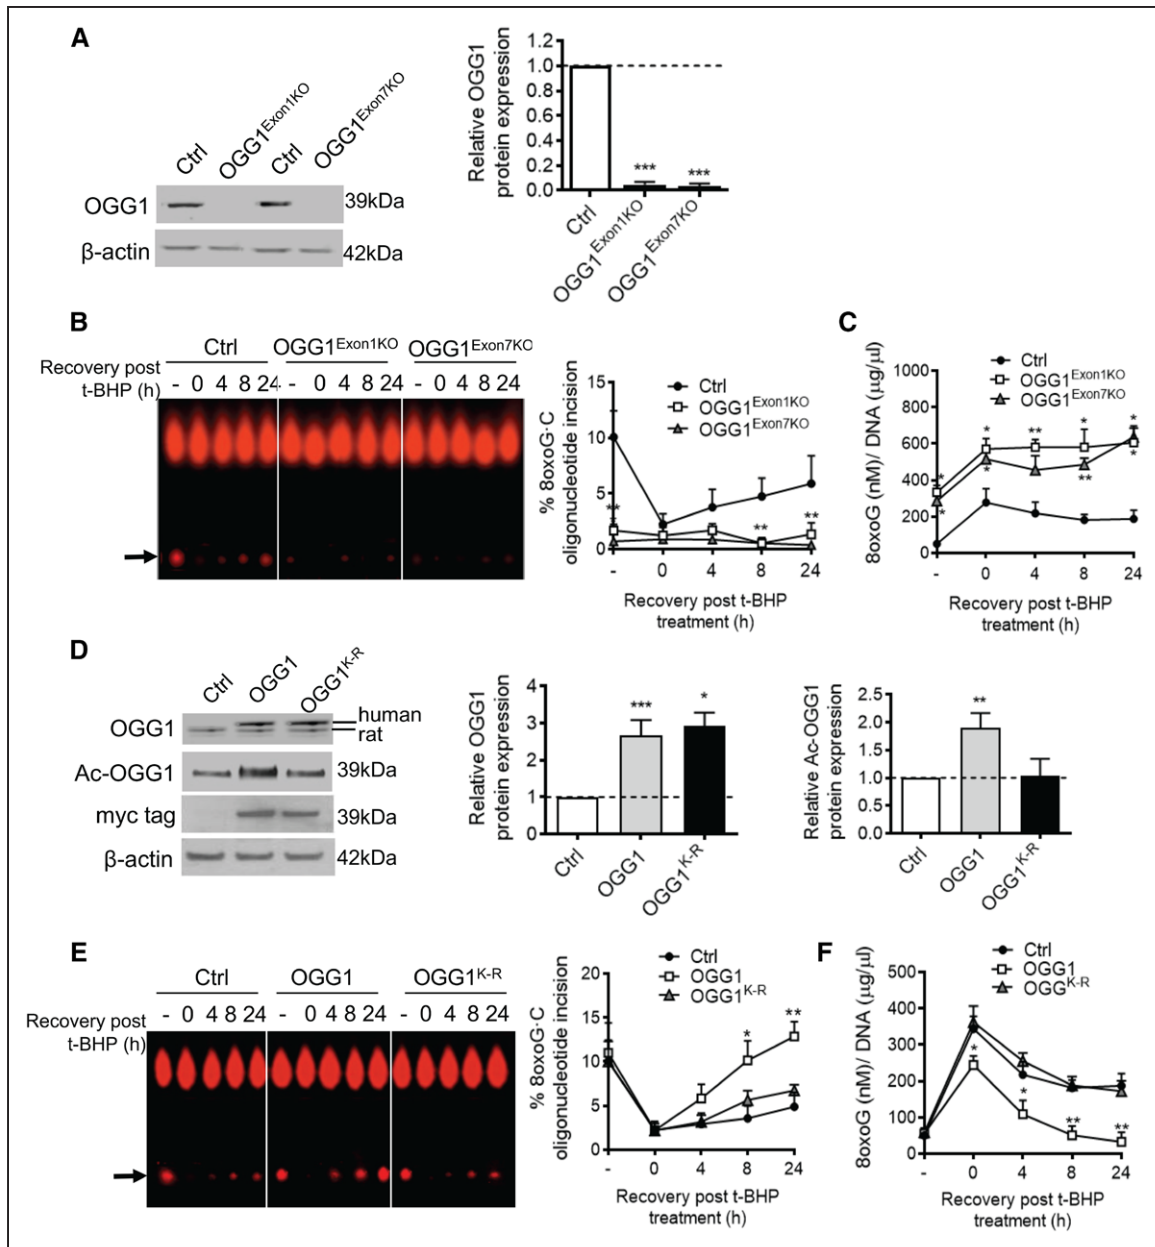 A
Ctrl
OGG1Exon1KO
Ctrl
OGG1Exon7KO
OGG1
39kDa
β-actin
42kDa
Relative OGG1
protein expression
1.2
1.0
0.8
0.6
0.4
0.2
0.0
***
***
Ctrl
OGG1Exon1KO
OGG1Exon7KO
B
Ctrl
OGG1Exon1KO
OGG1Exon7KO
Recovery post
t-BHP (h)
- 0 4 8 24
- 0 4 8 24
- 0 4 8 24
% 8oxoG·C
oligonucleotide incision
15
10
5
0
Ctrl
OGG1Exon1KO
OGG1Exon7KO
**
**
**
- 0 4 8 24
Recovery post t-BHP
treatment (h)
C
8oxoG (nM)/ DNA (µg/µl)
1000
800
600
400
200
0
Ctrl
OGG1Exon1KO
OGG1Exon7KO
* * ** * *
* * ** *
- 0 4 8 24
Recovery post t-BHP
treatment (h)
D
Ctrl
OGG1
OGG1K-R
OGG1
human
rat
Ac-OGG1
39kDa
myc tag
39kDa
β-actin
42kDa
Relative OGG1
protein expression
4
3
2
1
0
***
*
Ctrl
OGG1
OGG1K-R
Relative Ac-OGG1
protein expression
2.5
2.0
1.5
1.0
0.5
0.0
**
Ctrl
OGG1
OGG1K-R
E
Ctrl
OGG1
OGG1K-R
Recovery post
t-BHP (h)
- 0 4 8 24
- 0 4 8 24
- 0 4 8 24
% 8oxoG·C
oligonucleotide incision
20
15
10
5
0
Ctrl
OGG1
OGG1K-R
*
**
- 0 4 8 24
Recovery post t-BHP
treatment (h)
F
8oxoG (nM)/ DNA (µg/µl)
500
400
300
200
100
0
Ctrl
OGG1
OGGK-R
*
*
**
**
- 0 4 8 24
Recovery post t-BHP
treatment (h)